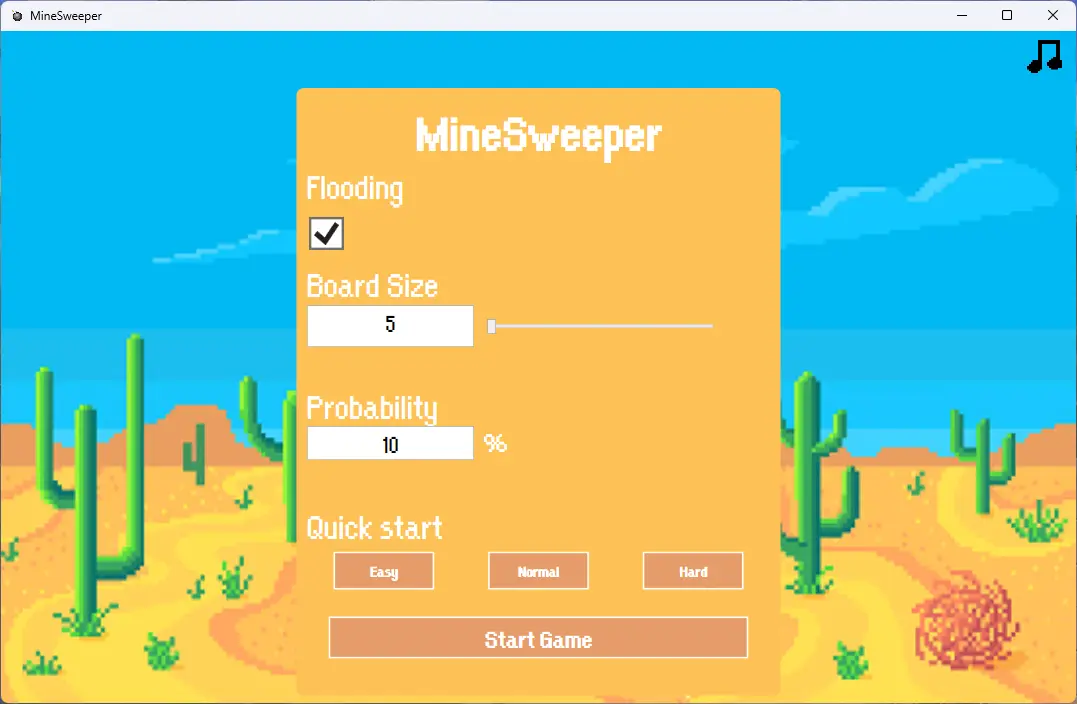 MineSweeper
MineSweeper
Flooding
Board Size
5
Probability
10 %
Quick start
Easy Normal Hard
Start Game